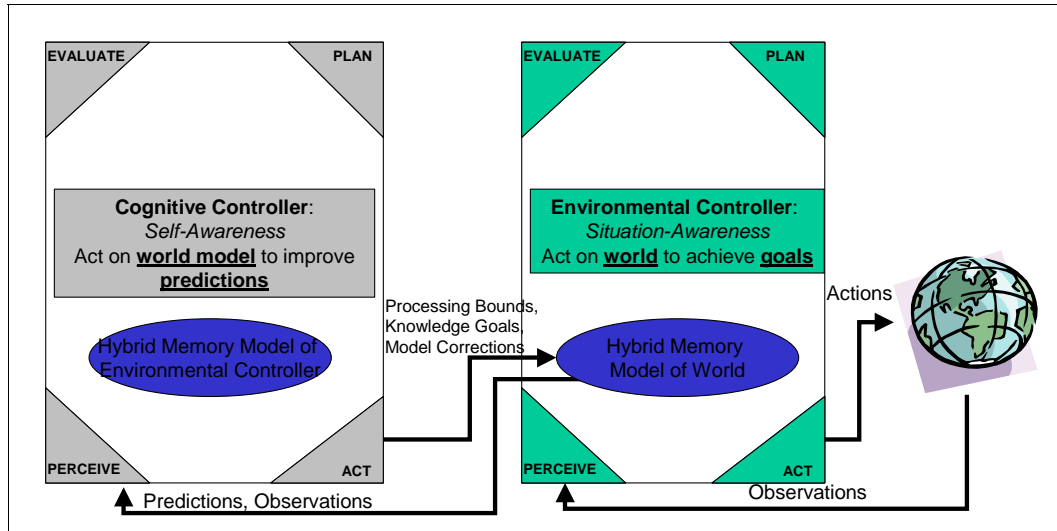 EVALUATE
PLAN
Cognitive Controller:
Self-Awareness
Act on world model to improve
predictions
Hybrid Memory Model of
Environmental Controller
PERCEIVE
ACT
Processing Bounds,
Knowledge Goals,
Model Corrections
Predictions, Observations
EVALUATE
PLAN
Environmental Controller:
Situation-Awareness
Act on world to achieve goals
Hybrid Memory
Model of World
PERCEIVE
ACT
Actions
Observations